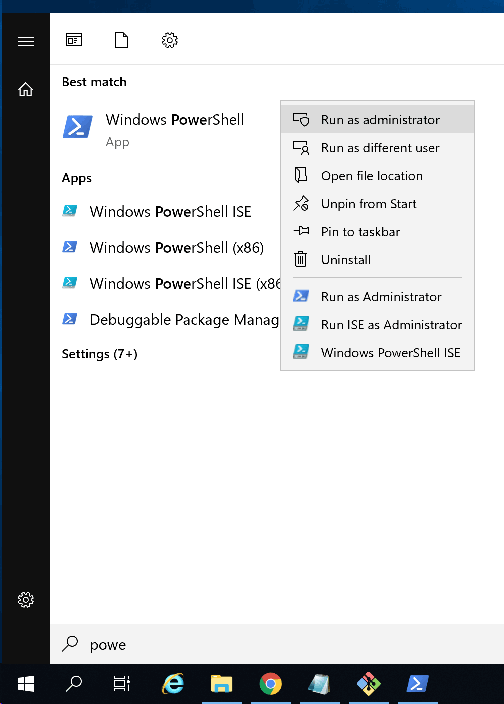 Best match
Windows PowerShell
App
Apps
Windows PowerShell ISE
Windows PowerShell (x86)
Windows PowerShell ISE (x86
Debuggable Package Manag
Settings (7+)
Run as administrator
Run as different user
Open file location
Unpin from Start
Pin to taskbar
Uninstall
Run as Administrator
Run ISE as Administrator
Windows PowerShell ISE
powe